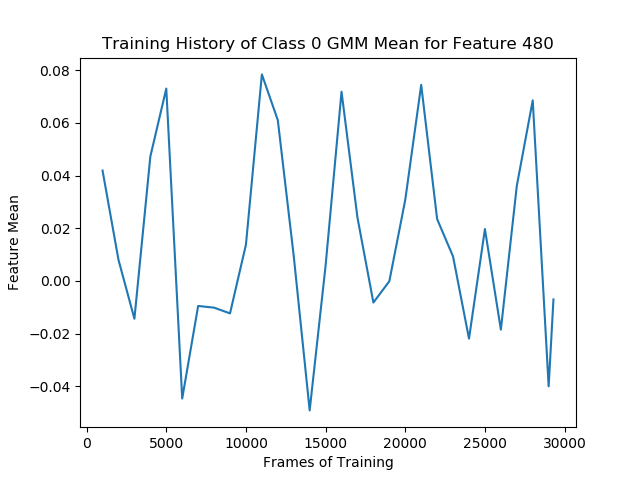 Training History of Class 0 GMM Mean for Feature 480
0.08
0.06
0.04
0.02
0.00
−0.02
−0.04
Feature Mean
0 5000 10000 15000 20000 25000 30000
Frames of Training